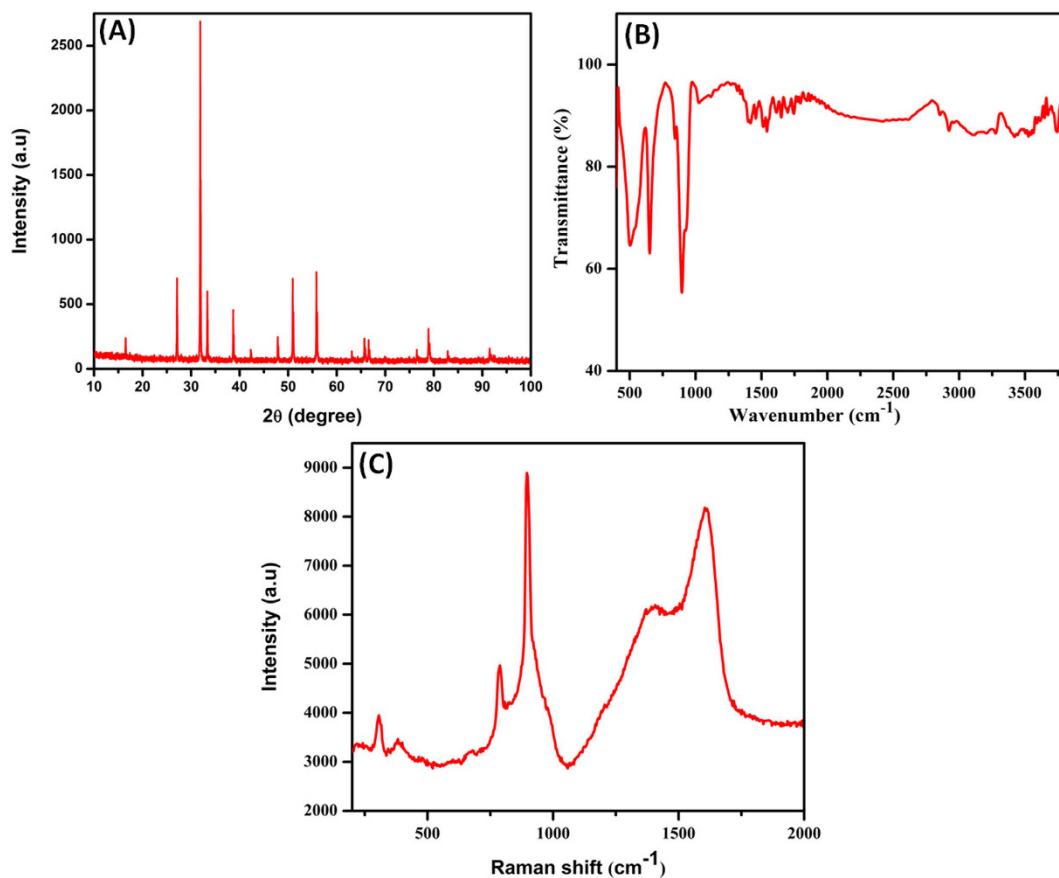 (A)
Intensity (a.u)
2500
2000
1500
1000
500
0
10 20 30 40 50 60 70 80 90 100
2θ (degree)
(B)
Transmittance (%)
100
80
60
40
500 1000 1500 2000 2500 3000 3500
Wavenumber (cm-1)
(C)
Intensity (a.u)
9000
8000
7000
6000
5000
4000
3000
2000
500 1000 1500 2000
Raman shift (cm-1)